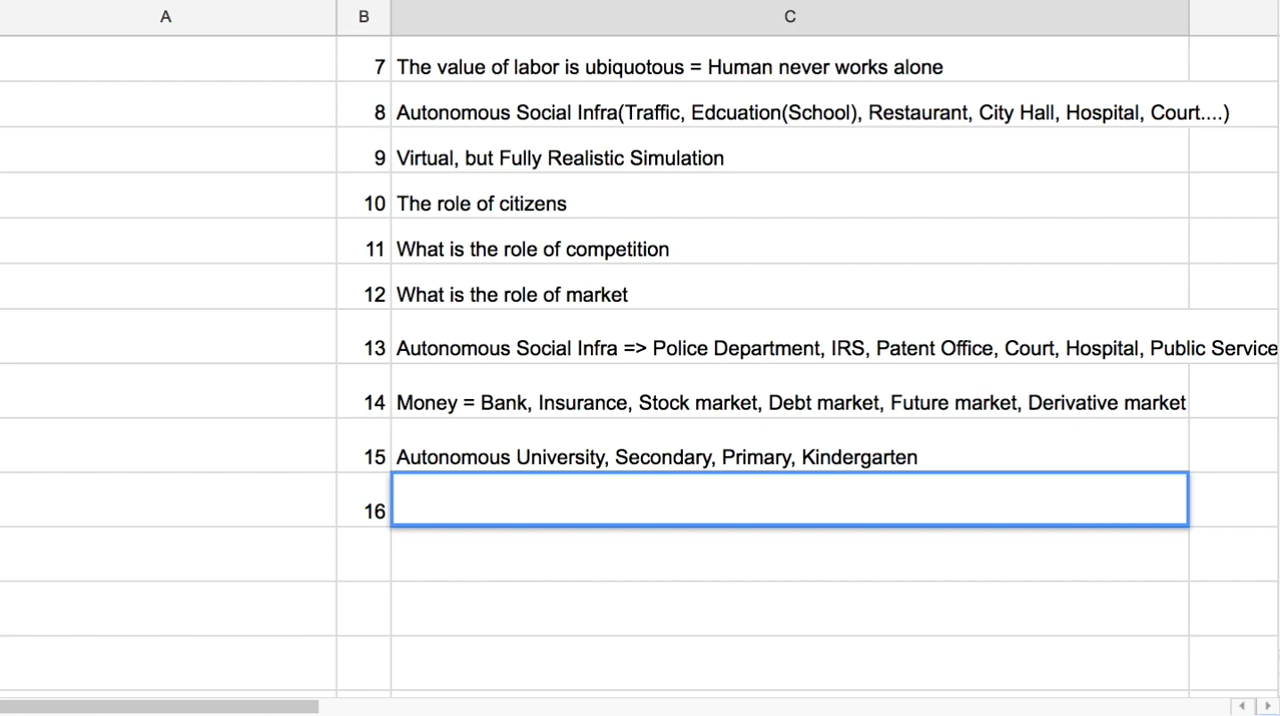 A B C
7 The value of labor is ubiquotous = Human never works alone
8 Autonomous Social Infra(Traffic, Edcuation(School), Restaurant, City Hall, Hospital, Court....)
9 Virtual, but Fully Realistic Simulation
10 The role of citizens
11 What is the role of competition
12 What is the role of market
13 Autonomous Social Infra => Police Department, IRS, Patent Office, Court, Hospital, Public Service
14 Money = Bank, Insurance, Stock market, Debt market, Future market, Derivative market
15 Autonomous University, Secondary, Primary, Kindergarten
16